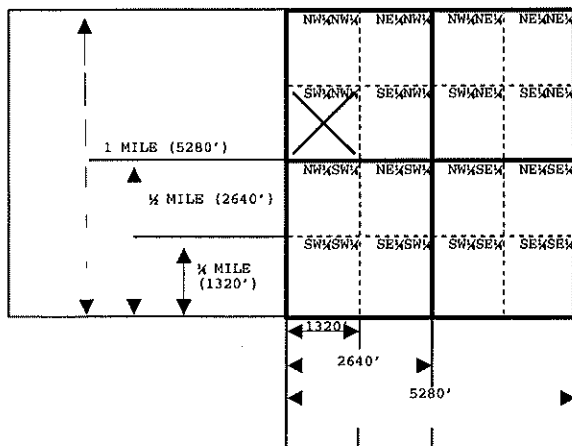 NW¼NW¼ NE¼NW¼ NW¼NE¼ NE¼NE¼
SW¼NW¼ SE¼NW¼ SW¼NE¼ SE¼NE¼
1 MILE (5280')
NW¼SW¼ NE¼SW¼ NW¼SE¼ NE¼SE¼
½ MILE (2640')
SW¼SW¼ SE¼SW¼ SW¼SE¼ SE¼SE¼
¼ MILE
(1320')
1320'
2640'
5280'